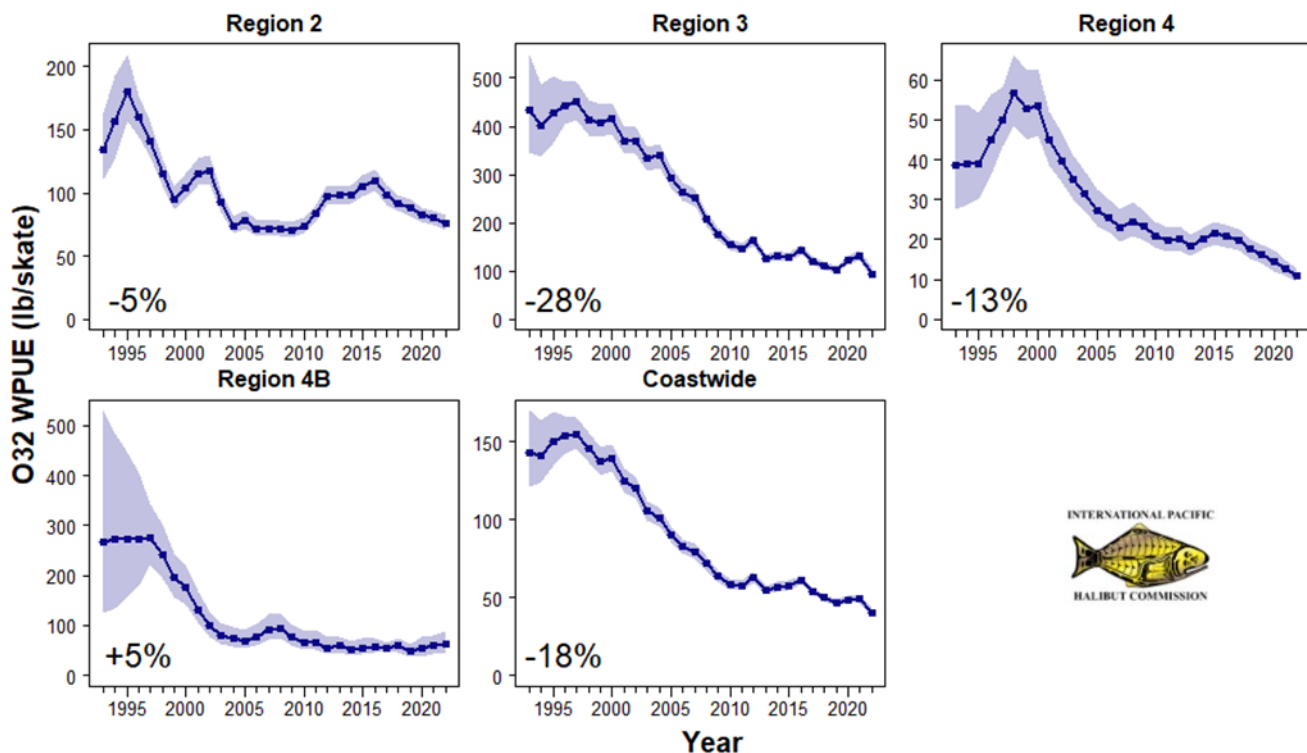 Region 2
Region 3
Region 4
200
150
100
50
0
-5%
1995 2000 2005 2010 2015 2020
500
400
300
200
100
0
-28%
1995 2000 2005 2010 2015 2020
60
50
40
30
20
10
0
-13%
1995 2000 2005 2010 2015 2020
O32 WPUE (lb/skate)
Region 4B
Coastwide
500
400
300
200
100
0
+5%
1995 2000 2005 2010 2015 2020
150
100
50
0
-18%
1995 2000 2005 2010 2015 2020
INTERNATIONAL PACIFIC
HALIBUT COMMISSION
Year